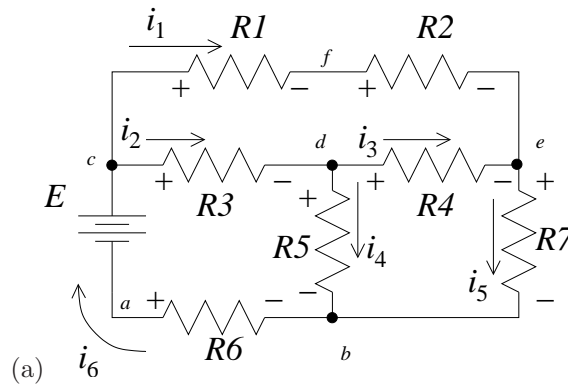 i1 R1 R2
+ − f + −
c i2 d i3 e
+ − + − +
E R3 + R4
R5 i4 i5 R7
a + − − −
(a) i6 R6 b